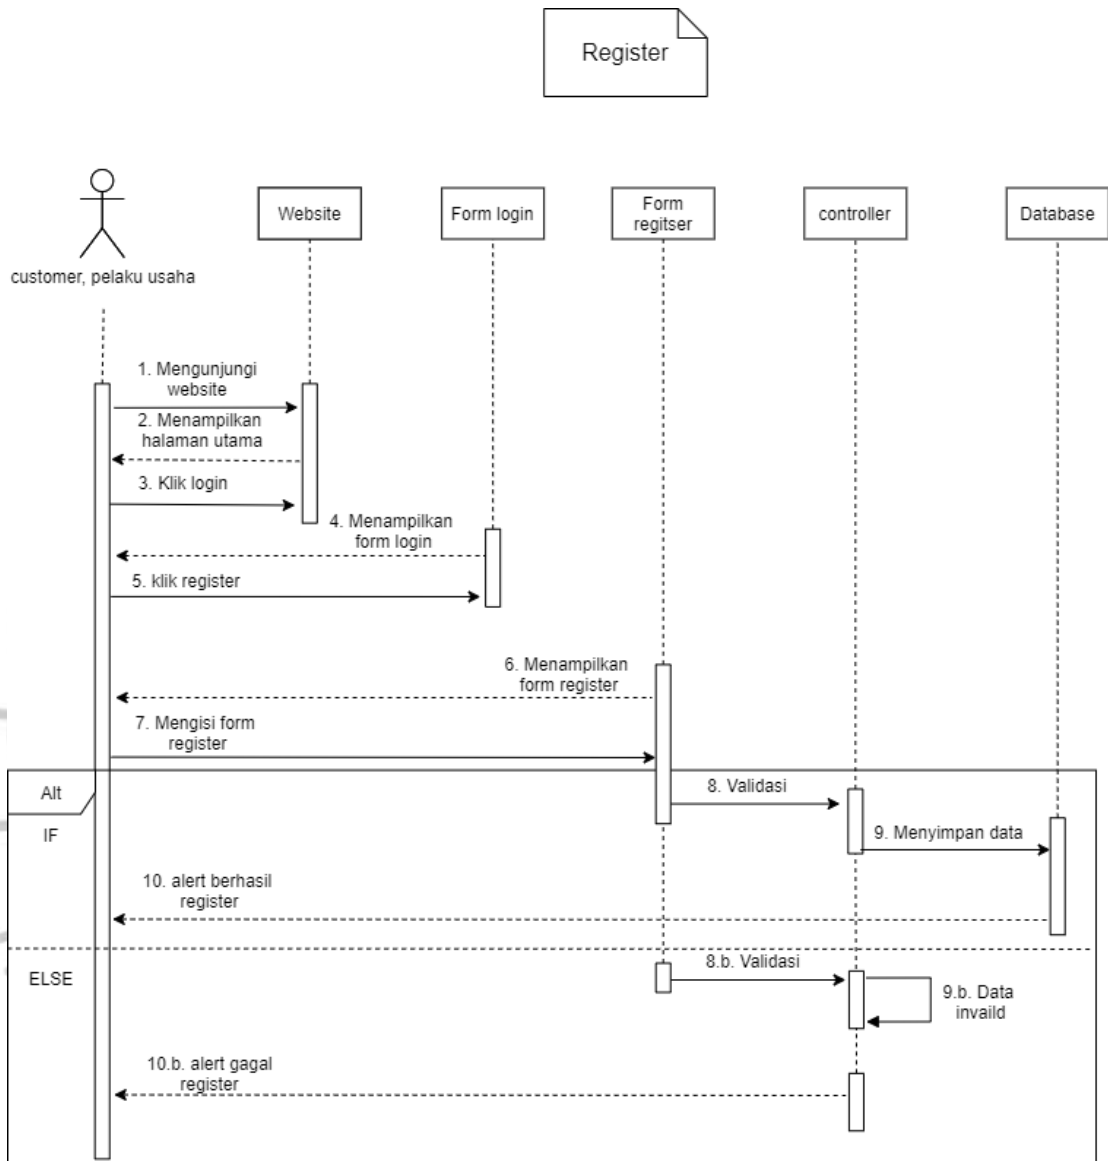 Register
Website
Form login
Form
regitser
controller
Database
customer, pelaku usaha
1. Mengunjungi
website
2. Menampilkan
halaman utama
3. Klik login
4. Menampilkan
form login
5. klik register
6. Menampilkan
form register
7. Mengisi form
register
Alt
8. Validasi
IF
9. Menyimpan data
10. alert berhasil
register
ELSE
8.b. Validasi
9.b. Data
invaild
10.b. alert gagal
register